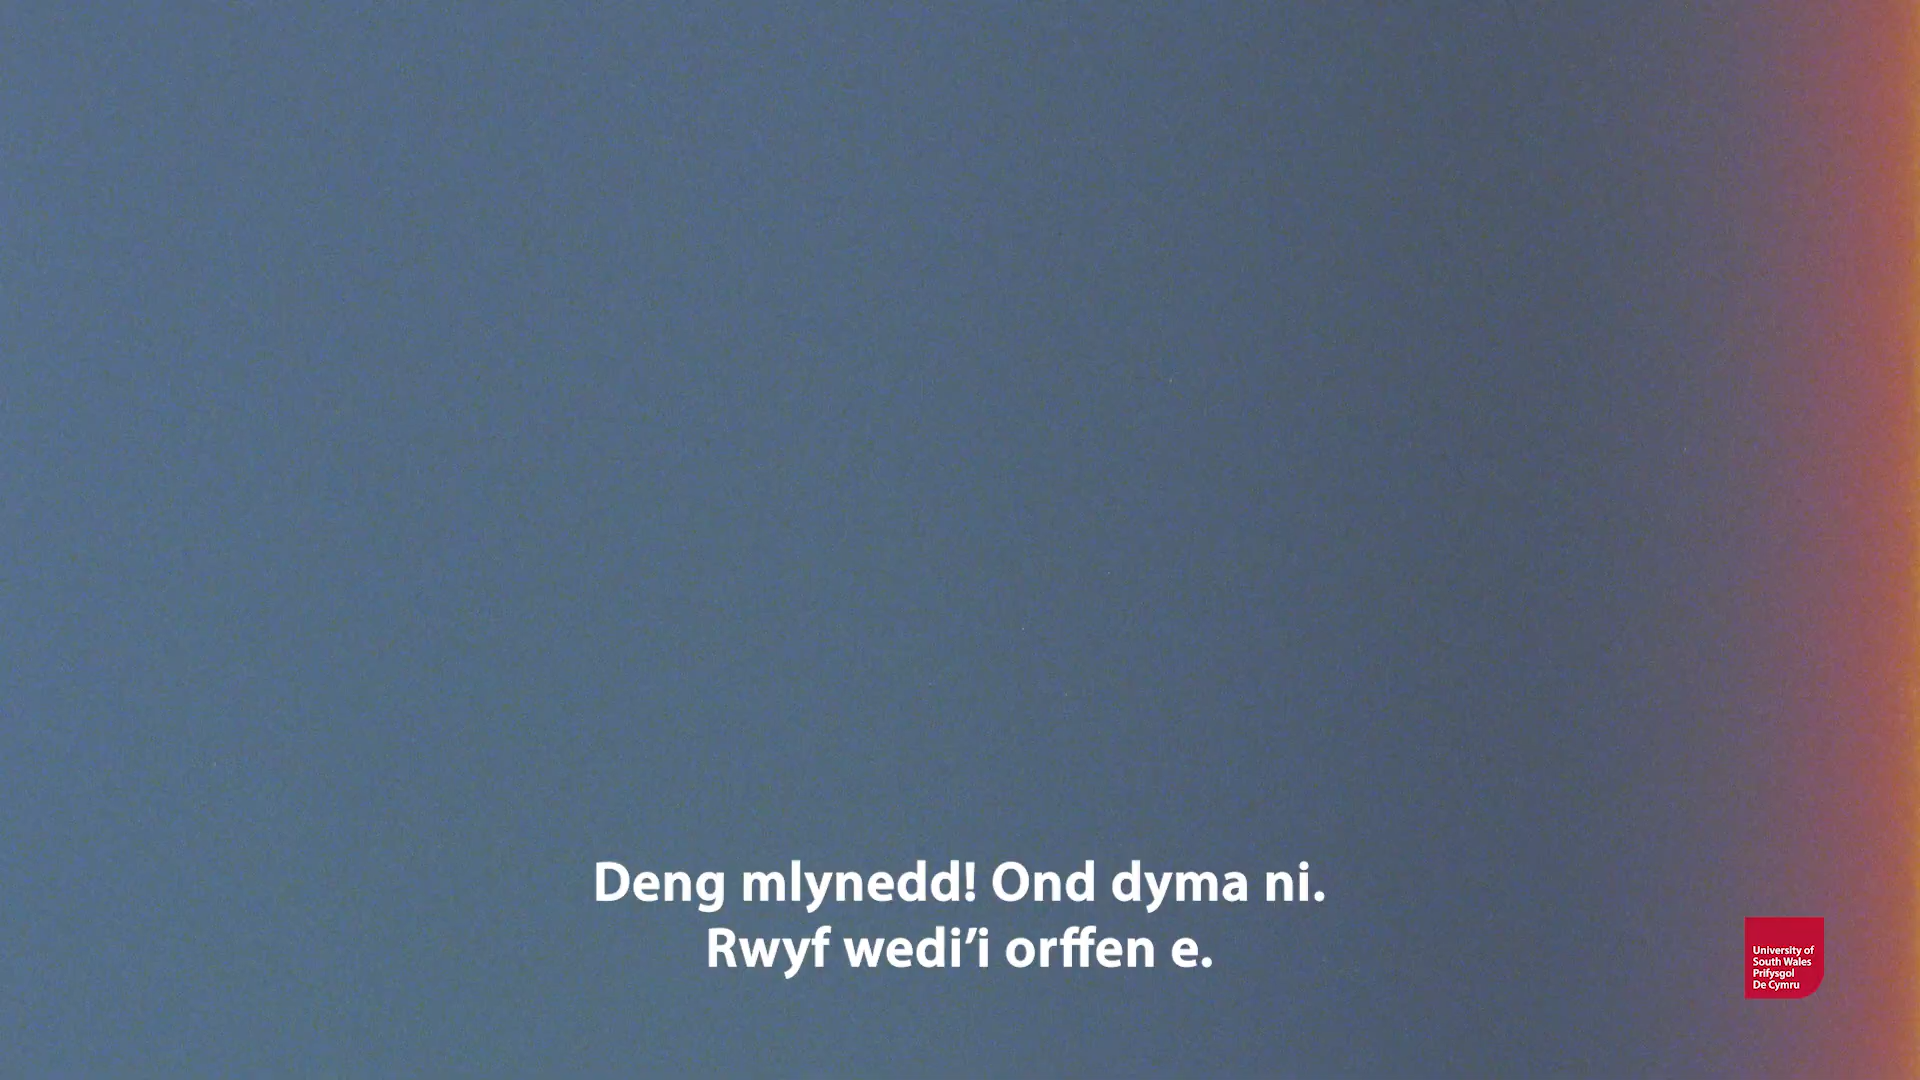 Deng mlynedd! Ond dyma ni.
Rwyf wedi’i orffen e.
University of
South Wales
Prifysgol
De Cymru